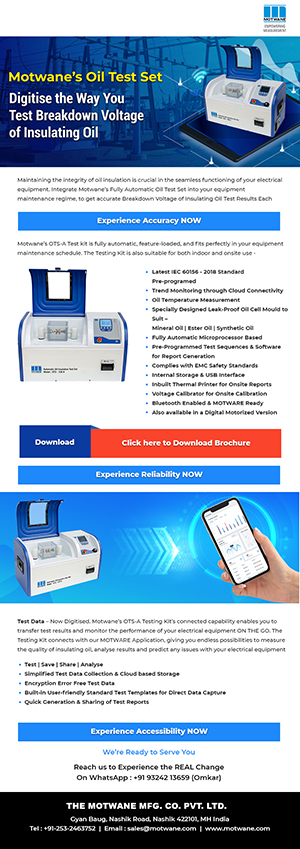 MOTWANE
EMPOWERING
MEASUREMENT
Motwane's Oil Test Set
Digitise the Way You
Test Breakdown Voltage
of Insulating Oil
Maintaining the integrity of oil insulation is crucial in the seamless functioning of your electrical
equipment. Integrate Motwane's Fully Automatic Oil Test Set into your equipment
maintenance regime, to get accurate Breakdown Voltage of Insulating Oil Test Results Each
Experience Accuracy NOW
Motwane's OTS-A Test kit is fully automatic, feature-loaded, and fits perfectly in your equipment
maintenance schedule. The Testing Kit is also suitable for both indoor and onsite use -
Latest IEC 60156 - 2018 Standard
Pre-programed
Trend Monitoring through Cloud Connectivity
Oil Temperature Measurement
Specially Designed Leak-Proof Oil Cell Mould to
Suit –
Mineral Oil | Ester Oil | Synthetic Oil
Fully Automatic Microprocessor Based
Pre-Programmed Test Sequences & Software
for Report Generation
Complies with EMC Safety Standards
Internal Storage & USB Interface
Inbuilt Thermal Printer for Onsite Reports
Voltage Calibrator for Onsite Calibration
Bluetooth Enabled & MOTWARE Ready
Also available in a Digital Motorized Version
Download
Click here to Download Brochure
Experience Reliability NOW
Test Data – Now Digitised. Motwane's OTS-A Testing Kit's connected capability enables you to
transfer test results and monitor the performance of your electrical equipment ON THE GO. The
Testing Kit connects with our MOTWARE Application, giving you endless possibilities to measure
the quality of insulating oil, analyse results and predict any issues with your electrical equipment
Test | Save | Share | Analyse
Simplified Test Data Collection & Cloud based Storage
Encryption Error Free Test Data
Built-in User-friendly Standard Test Templates for Direct Data Capture
Quick Generation & Sharing of Test Reports
Experience Accessibility NOW
We're Ready to Serve You
Reach us to Experience the REAL Change
On WhatsApp : +91 93242 13659 (Omkar)
THE MOTWANE MFG. CO. PVT. LTD.
Gyan Baug, Nashik Road, Nashik 422101, MH India
Tel : +91-253-2463752 | Email : sales@motwane.com | www.motwane.com